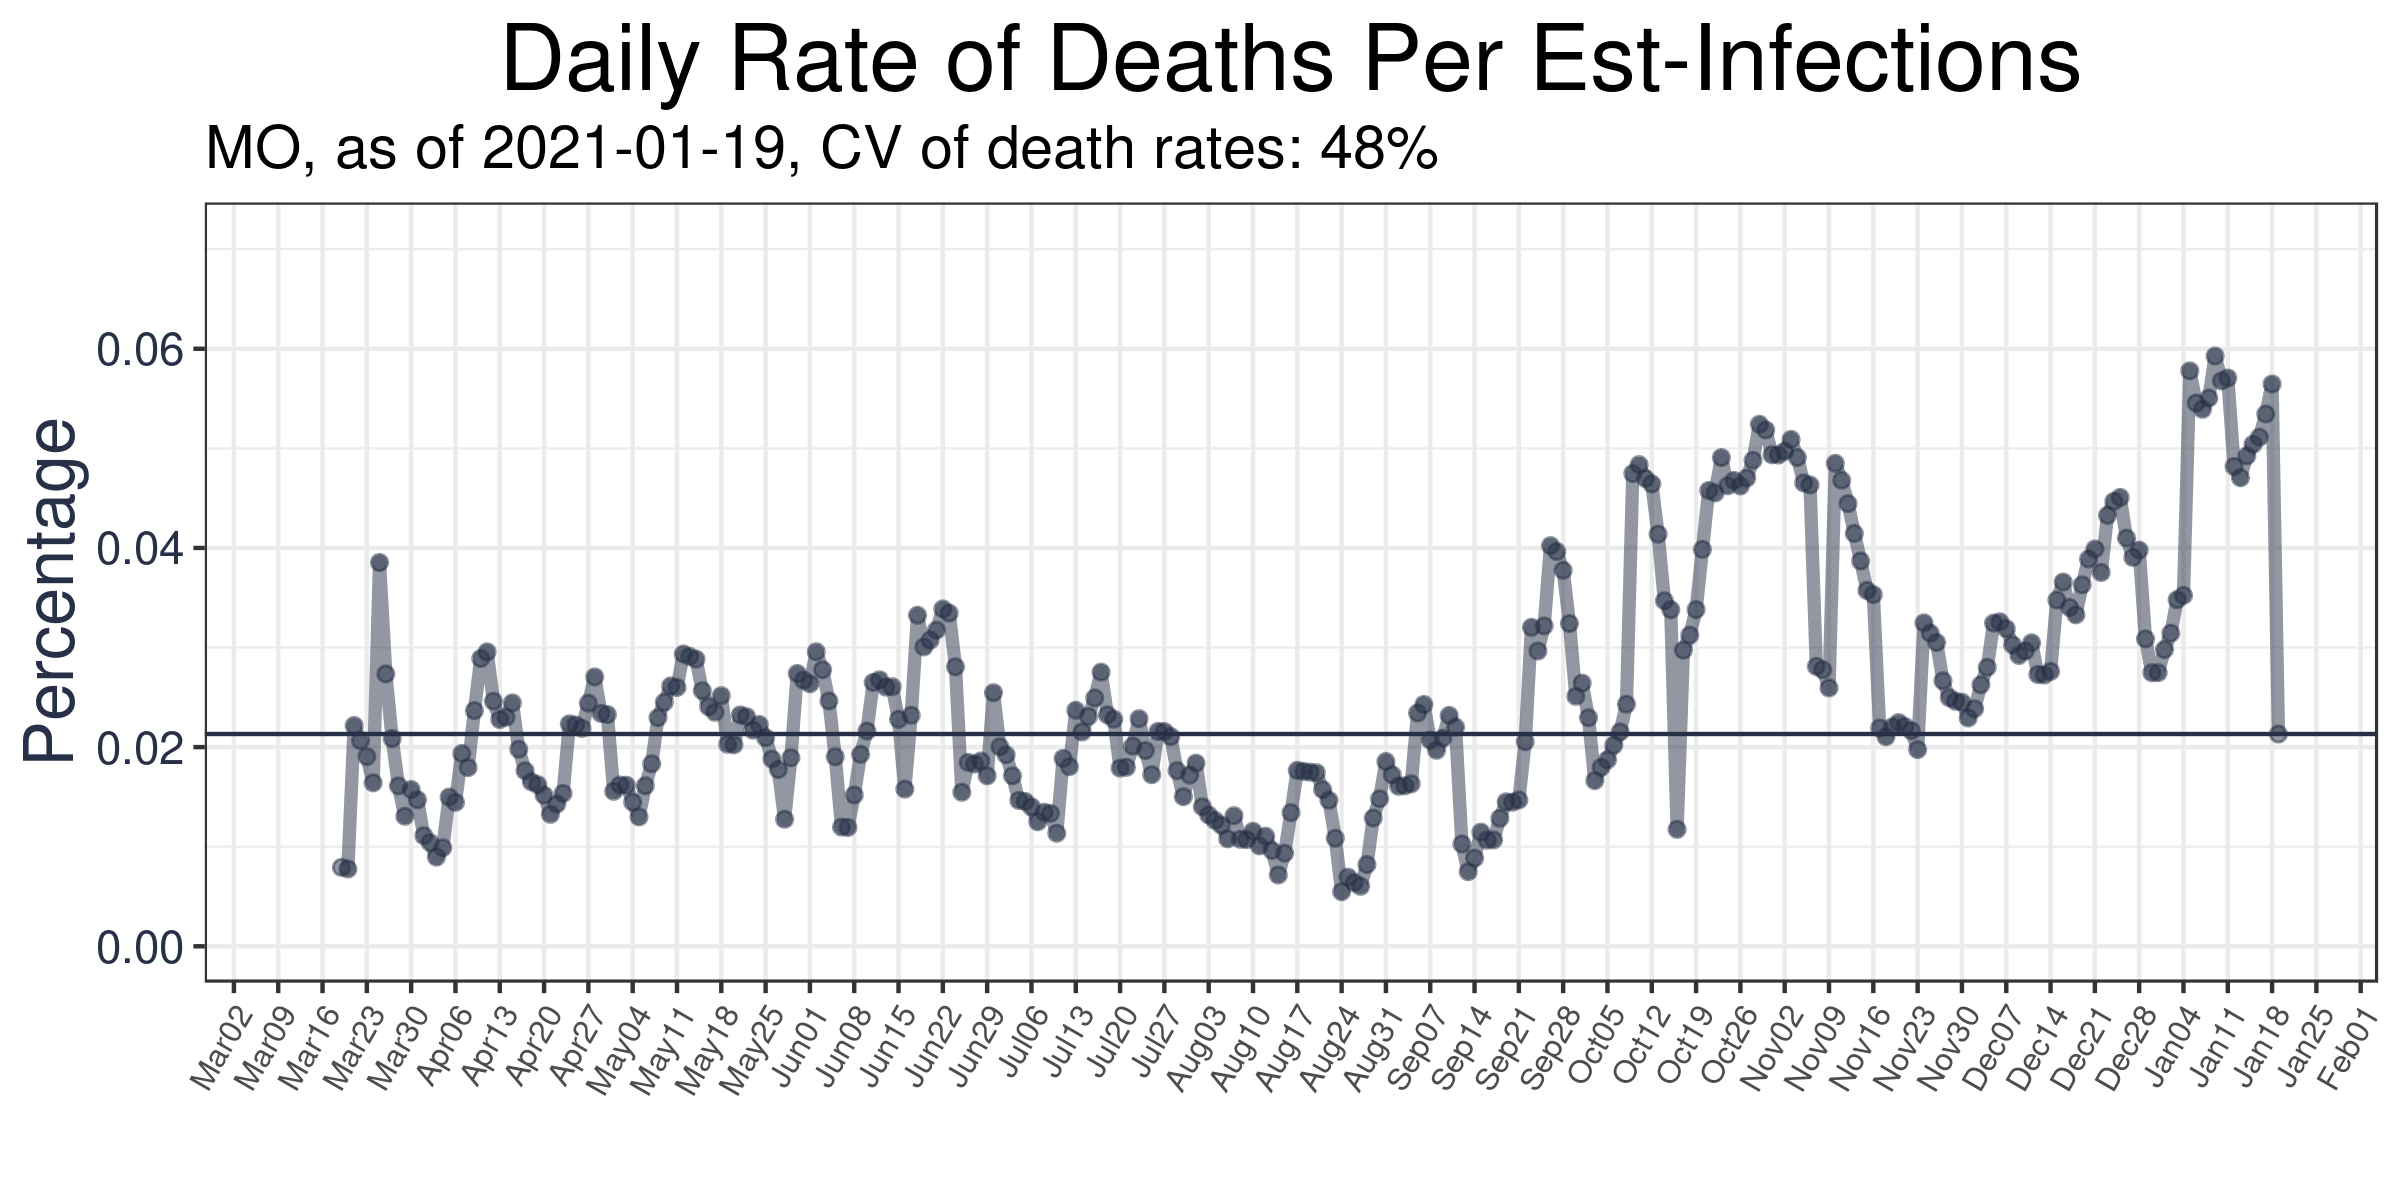 Daily Rate of Deaths Per Est-Infections
MO, as of 2021-01-19, CV of death rates: 48%
Percentage
0.06
0.04
0.02
0.00
Mar02
Mar09
Mar16
Mar23
Mar30
Apr06
Apr13
Apr20
Apr27
May04
May11
May18
May25
Jun01
Jun08
Jun15
Jun22
Jun29
Jul06
Jul13
Jul20
Jul27
Aug03
Aug10
Aug17
Aug24
Aug31
Sep07
Sep14
Sep21
Sep28
Oct05
Oct12
Oct19
Oct26
Nov02
Nov09
Nov16
Nov23
Nov30
Dec07
Dec14
Dec21
Dec28
Jan04
Jan11
Jan18
Jan25
Feb01